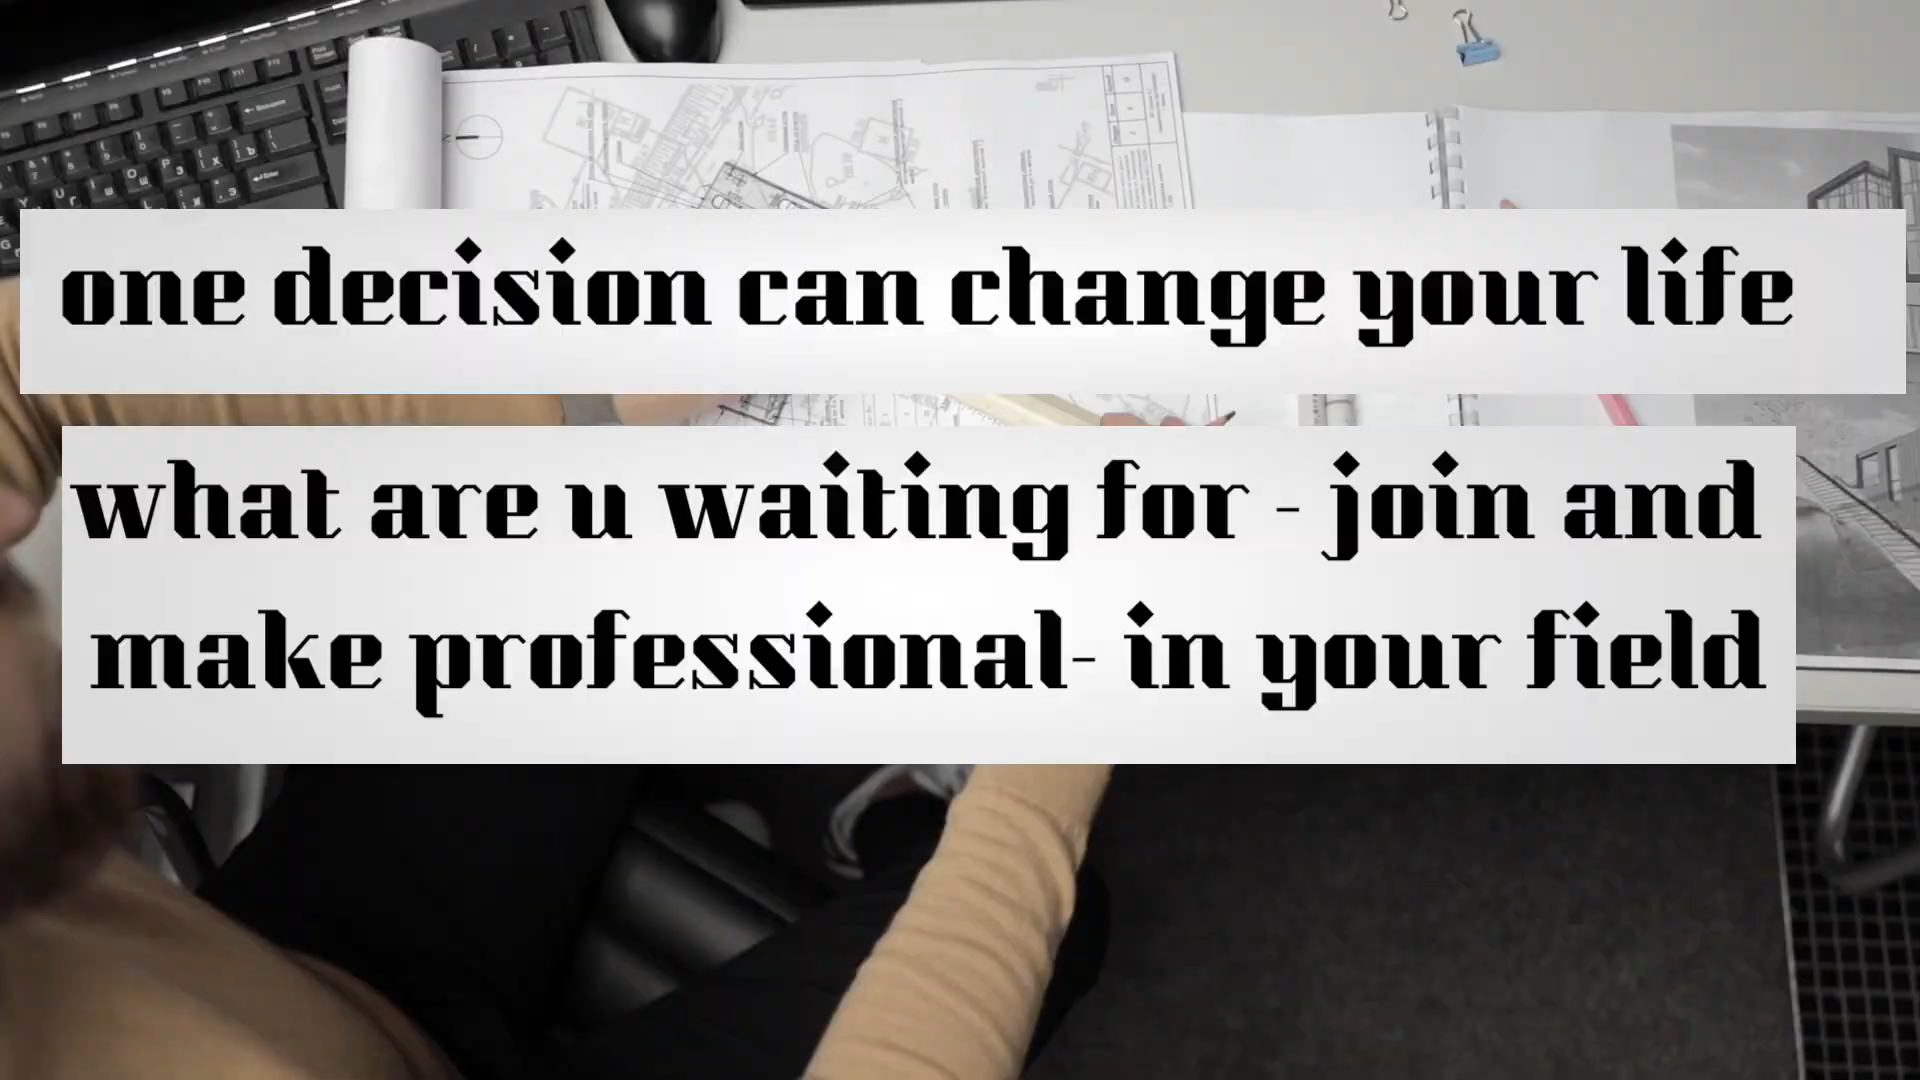 one decision can change your life
what are u waiting for - join and
make professional- in your field